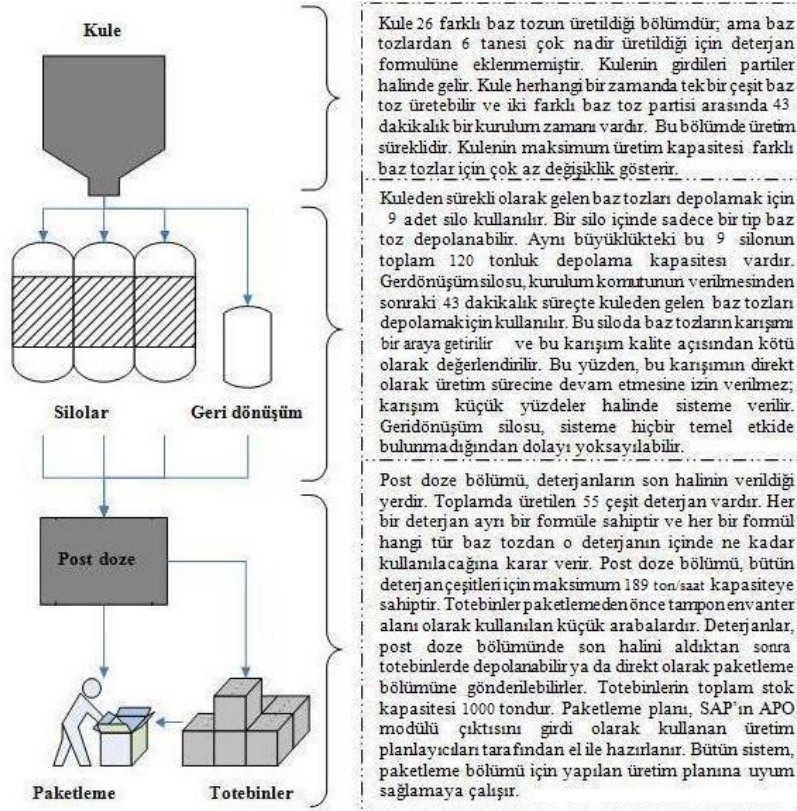 Kule
Silolar
Geri dönüşüm
Post doze
Paketleme
Totebinler
Kule 26 farklı baz tozun üretildiği bölümdür; ama baz
tozlardan 6 tanesi çok nadir üretildiği için deterjan
formulüne eklenmemiştir. Kulenin girdileri partiler
halinde gelir. Kule herhangi bir zamanda tek bir çeşit baz
toz üretebilir ve iki farklı baz toz partisi arasında 43
dakikalık bir kurulum zamanı vardır. Bu bölümde üretim
süreklidir. Kulenin maksimum üretim kapasitesi farklı
baz tozlar için çok az değişiklik gösterir.
Kuleden sürekli olarak gelen baz tozları depolamak için
9 adet silo kullanılır. Bir silo içinde sadece bir tip baz
toz depolanabilir. Aynı büyüklükteki bu 9 silonun
toplam 120 tonluk depolama kapasitesi vardır.
Gerdönüşüm silosu, kurulum komutunun verilmesinden
sonraki 43 dakikalık süreçte kuleden gelen baz tozları
depolamak için kullanılır. Bu siloda baz tozların karışımı
bir araya getirilir ve bu karışım kalite açısından kötü
olarak değerlendirilir. Bu yüzden, bu karışımın direkt
olarak üretim sürecine devam etmesine izin verilmez;
karışım küçük yüzdeler halinde sisteme verilir.
Geridönüşüm silosu, sisteme hiçbir temel etkide
bulunmadığından dolayı yoksayılabilir.
Post doze bölümü, deterjanların son halinin verildiği
yerdir. Toplamda üretilen 55 çeşit deterjan vardır. Her
bir deterjan ayrı bir formüle sahiptir ve her bir formül
hangi tür baz tozdan o deterjanın içinde ne kadar
kullanılacağına karar verir. Post doze bölümü, bütün
deterjan çeşitleri için maksimum 189 ton/saat kapasiteye
sahiptir. Totebinler paketlemeden önce tampon envanter
alanı olarak kullanılan küçük arabalardır. Deterjanlar,
post doze bölümünde son halini aldıktan sonra
totebinlerde depolanabilir ya da direkt olarak paketleme
bölümüne gönderilebilirler. Totebinlerin toplam stok
kapasitesi 1000 tondur. Paketleme planı, SAP'ın APO
modülü çıktısını girdi olarak kullanan üretim
planlayıcıları tarafından el ile hazırlanır. Bütün sistem,
paketleme bölümü için yapılan üretim planına uyum
sağlamaya çalışır.